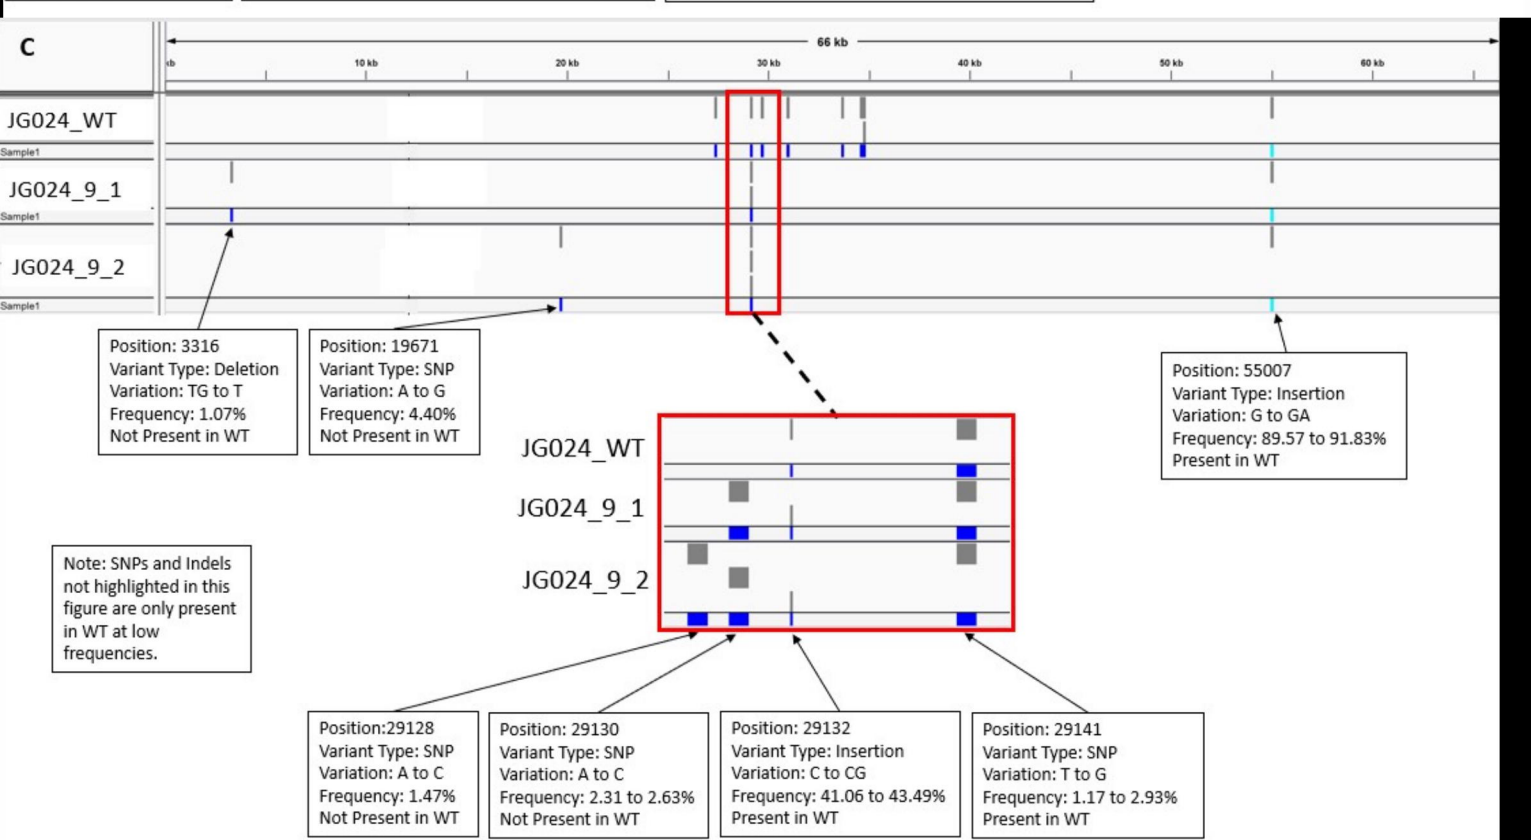 C
66 kb
kb
10 kb
20 kb
30 kb
40 kb
50 kb
60 kb
JG024_WT
Sample1
JG024_9_1
Sample1
JG024_9_2
Sample1
Position: 3316
Variant Type: Deletion
Variation: TG to T
Frequency: 1.07%
Not Present in WT
Position: 19671
Variant Type: SNP
Variation: A to G
Frequency: 4.40%
Not Present in WT
Position: 55007
Variant Type: Insertion
Variation: G to GA
Frequency: 89.57 to 91.83%
Present in WT
JG024_WT
JG024_9_1
JG024_9_2
Note: SNPs and Indels
not highlighted in this
figure are only present
in WT at low
frequencies.
Position:29128
Variant Type: SNP
Variation: A to C
Frequency: 1.47%
Not Present in WT
Position: 29130
Variant Type: SNP
Variation: A to C
Frequency: 2.31 to 2.63%
Not Present in WT
Position: 29132
Variant Type: Insertion
Variation: C to CG
Frequency: 41.06 to 43.49%
Present in WT
Position: 29141
Variant Type: SNP
Variation: T to G
Frequency: 1.17 to 2.93%
Present in WT